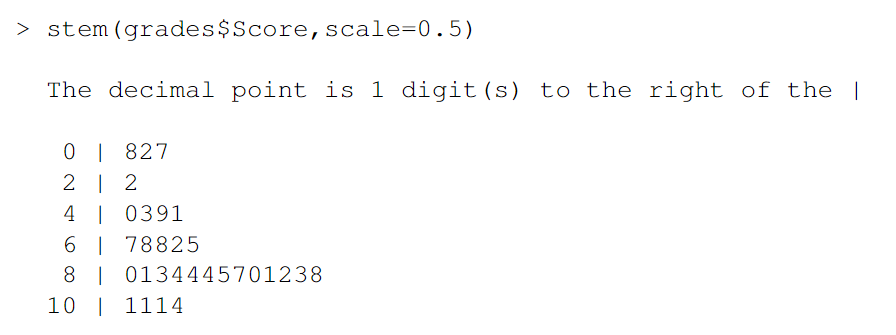 > stem(grades$Score,scale=0.5)
The decimal point is 1 digit(s) to the right of the |
0 | 827
2 | 2
4 | 0391
6 | 78825
8 | 0134445701238
10 | 1114